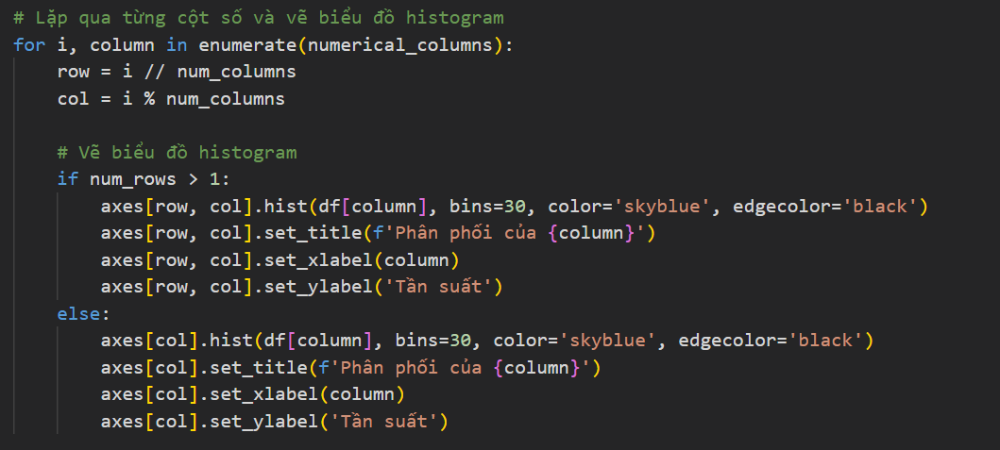 # Lặp qua từng cột số và vẽ biểu đồ histogram
for i, column in enumerate(numerical_columns):
    row = i // num_columns
    col = i % num_columns

    # Vẽ biểu đồ histogram
    if num_rows > 1:
        axes[row, col].hist(df[column], bins=30, color='skyblue', edgecolor='black')
        axes[row, col].set_title(f'Phân phối của {column}')
        axes[row, col].set_xlabel(column)
        axes[row, col].set_ylabel('Tần suất')
    else:
        axes[col].hist(df[column], bins=30, color='skyblue', edgecolor='black')
        axes[col].set_title(f'Phân phối của {column}')
        axes[col].set_xlabel(column)
        axes[col].set_ylabel('Tần suất')